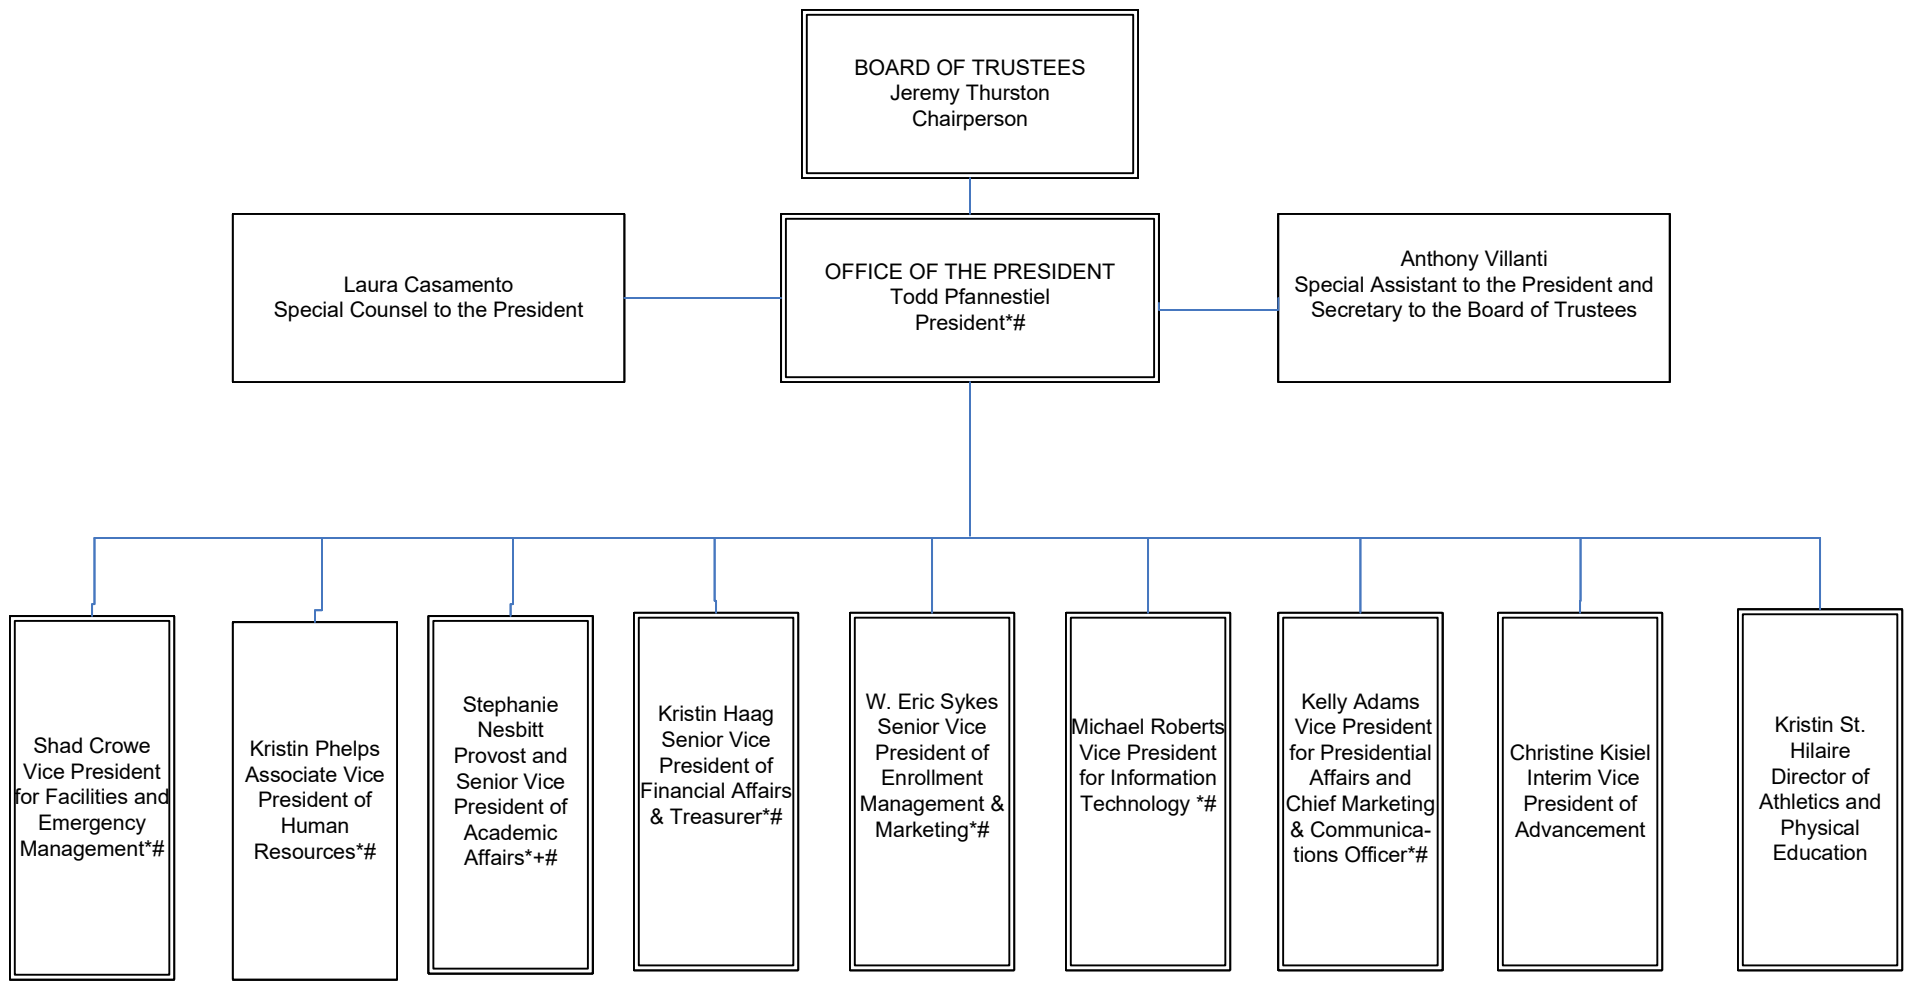 BOARD OF TRUSTEES
Jeremy Thurston
Chairperson
Laura Casamento
Special Counsel to the President
OFFICE OF THE PRESIDENT
Todd Pfannestiel
President*#
Anthony Villanti
Special Assistant to the President and
Secretary to the Board of Trustees
Shad Crowe
Vice President
for Facilities and
Emergency
Management*#
Kristin Phelps
Associate Vice
President of
Human
Resources*#
Stephanie
Nesbitt
Provost and
Senior Vice
President of
Academic
Affairs*+#
Kristin Haag
Senior Vice
President of
Financial Affairs
& Treasurer*#
W. Eric Sykes
Senior Vice
President of
Enrollment
Management &
Marketing*#
Michael Roberts
Vice President
for Information
Technology *#
Kelly Adams
Vice President
for Presidential
Affairs and
Chief Marketing
& Communica-
tions Officer*#
Christine Kisiel
Interim Vice
President of
Advancement
Kristin St.
Hilaire
Director of
Athletics and
Physical
Education